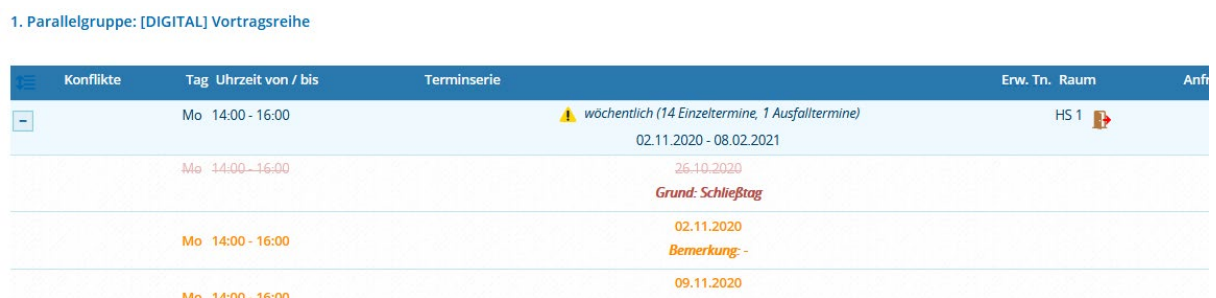 1. Parallelgruppe: [DIGITAL] Vortragsreihe
Konflikte Tag Uhrzeit von / bis Terminserie Erw. Tn. Raum Anfr
Mo 14:00 - 16:00 wöchentlich (14 Einzeltermine, 1 Ausfalltermine) HS 1
02.11.2020 - 08.02.2021
Mo 14:00 - 16:00 26.10.2020
Grund: Schließtag
02.11.2020
Mo 14:00 - 16:00
Bemerkung: -
09.11.2020
Mo 14:00 - 16:00